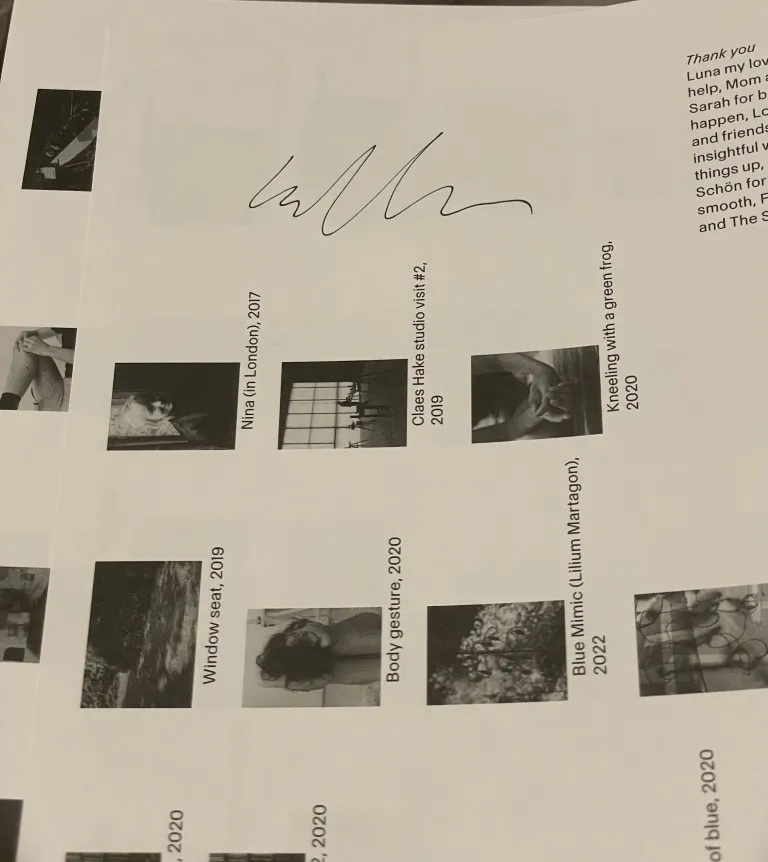 Thank you
Luna my
help, Mom
Sarah for
happen,
and friends
insightful
things up,
Schön for
smooth,
and The
Nina (in London), 2017
Claes Hake studio visit #2,
2019
Kneeling with a green frog,
2020
Window seat, 2019
Body gesture, 2020
Blue Mimic (Lilium Martagon),
2022
, 2020
, 2020
of blue, 2020